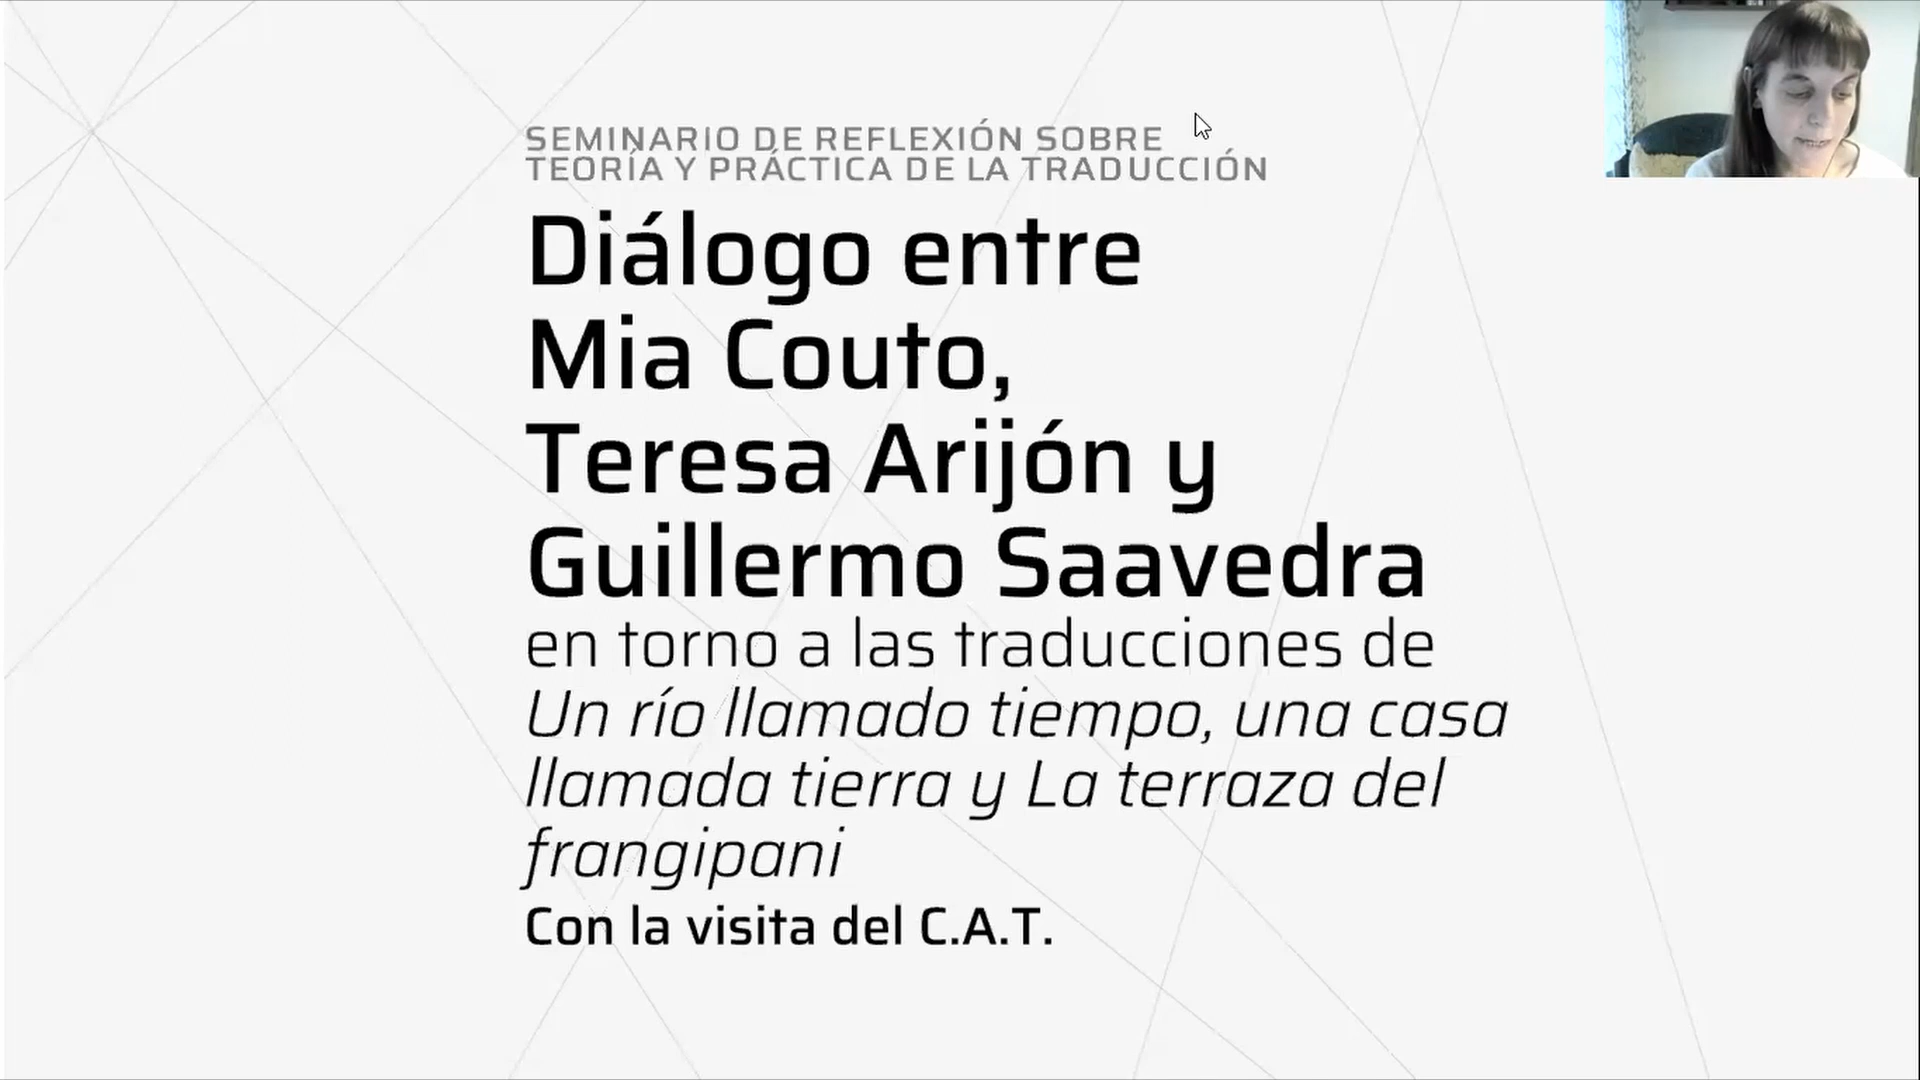 SEMINARIO DE REFLEXIÓN SOBRE
TEORÍA Y PRÁCTICA DE LA TRADUCCIÓN
Diálogo entre
Mia Couto,
Teresa Arijón y
Guillermo Saavedra
en torno a las traducciones de
Un río llamado tiempo, una casa
llamada tierra y La terraza del
frangipani
Con la visita del C.A.T.